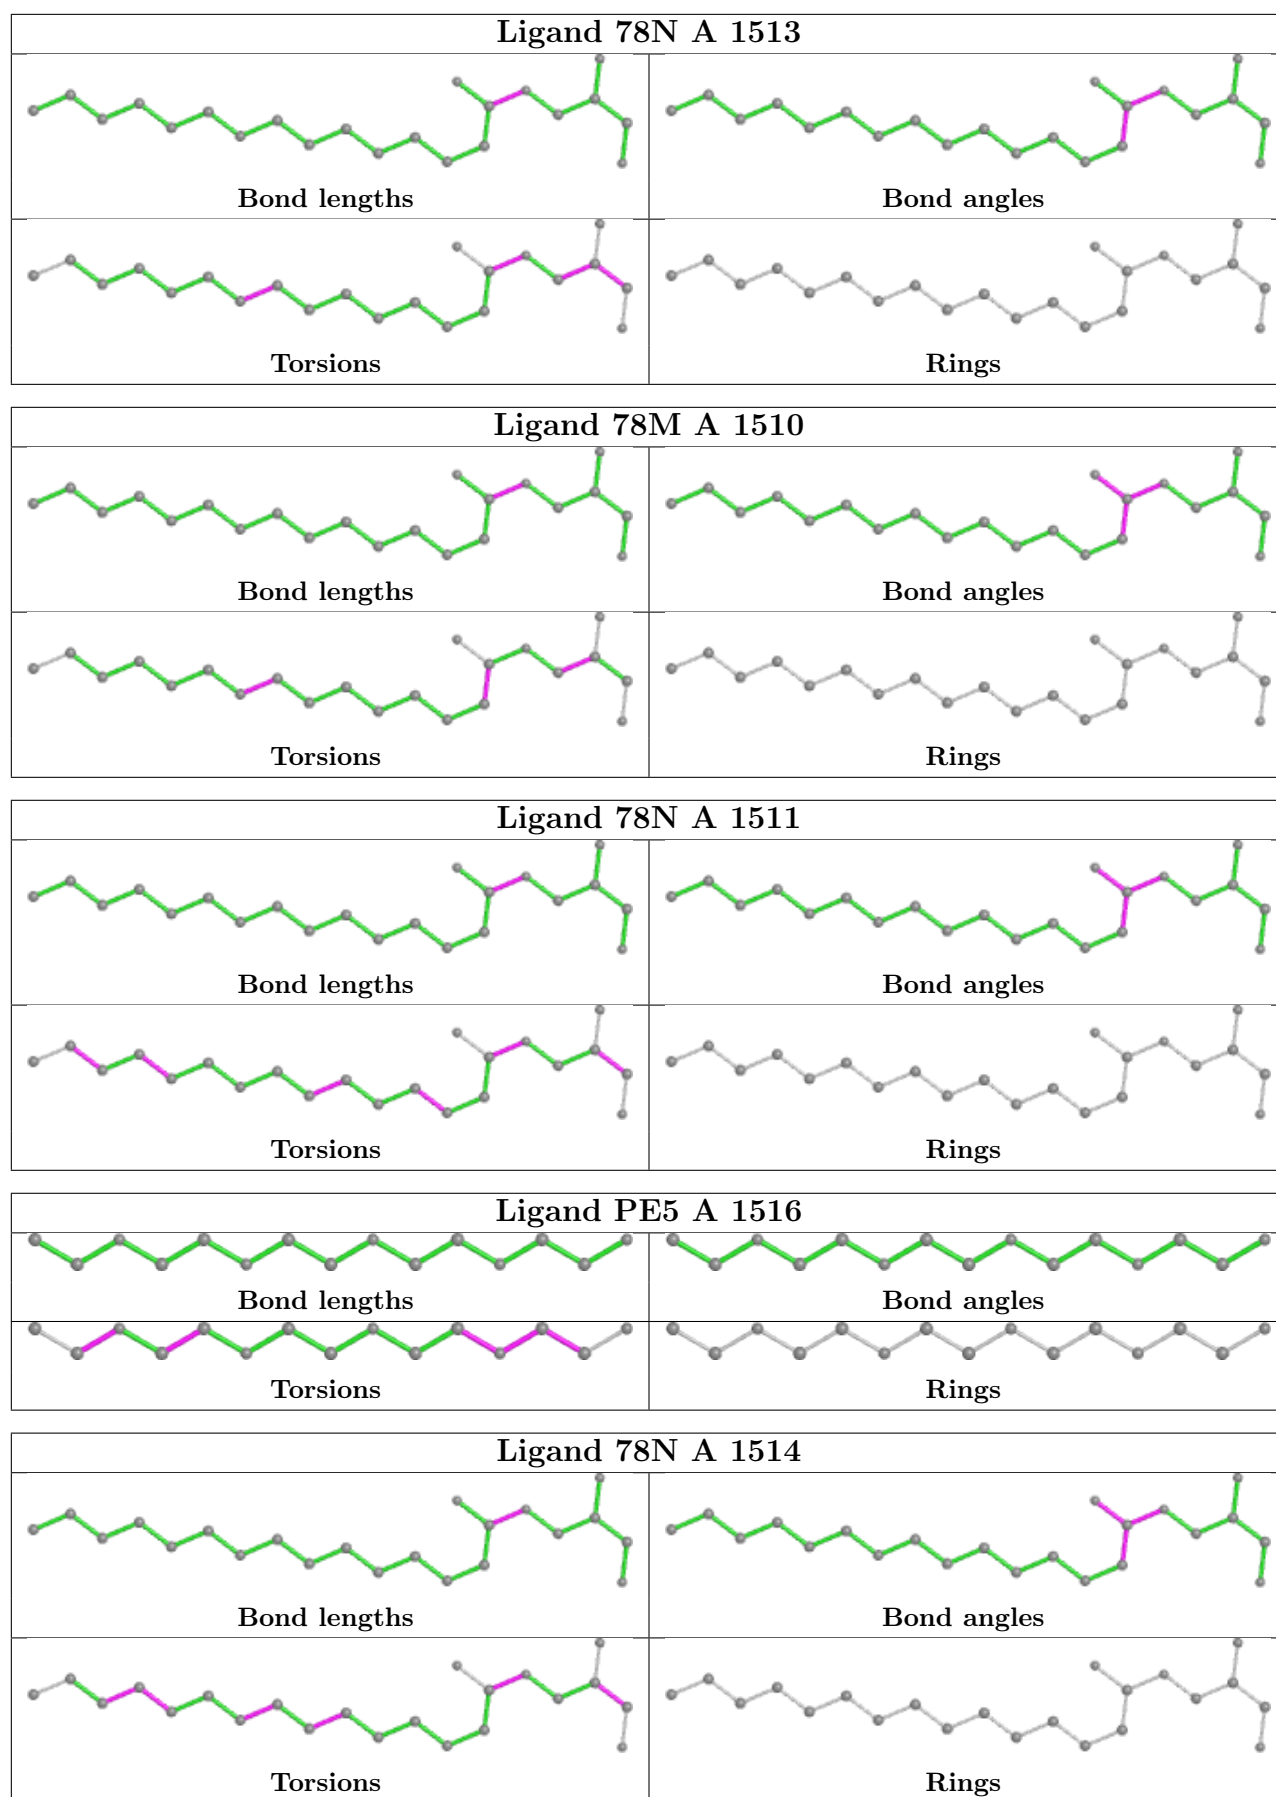 Ligand 78N A 1513
Bond lengths Bond angles
Torsions Rings
Ligand 78M A 1510
Bond lengths Bond angles
Torsions Rings
Ligand 78N A 1511
Bond lengths Bond angles
Torsions Rings
Ligand PE5 A 1516
Bond lengths Bond angles
Torsions Rings
Ligand 78N A 1514
Bond lengths Bond angles
Torsions Rings